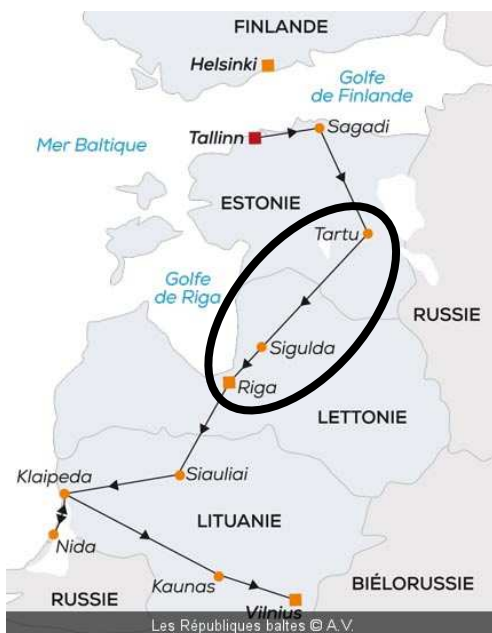 FINLANDE
Helsinki
Golfe
de Finlande
Sagadi
Tallinn
Mer Baltique
ESTONIE
Tartu
Golfe
de Riga
RUSSIE
Sigulda
Riga
LETTONIE
Klaipeda
Siauliai
LITUANIE
Nida
Kaunas
BIÉLORUSSIE
RUSSIE
Vilnius
Les Républiques baltes © A.V.